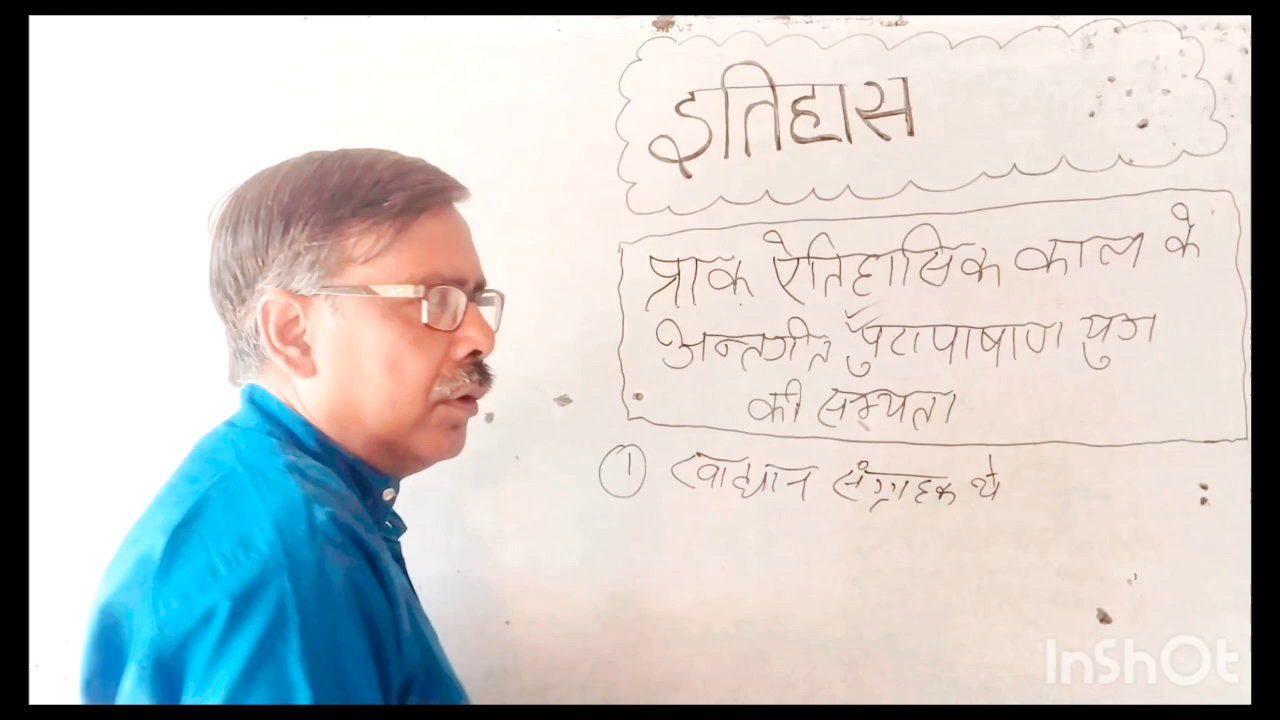 इतिहास
प्राक् ऐतिहासिक काल के
अन्तर्गत पुरापाषाण युग
की सभ्यता
① खाद्यान संग्राहक थे
InShOt